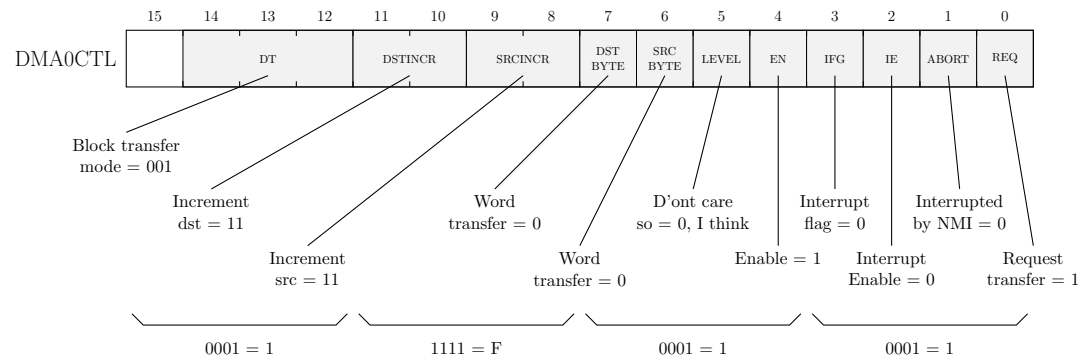 15 14 13 12 11 10 9 8 7 6 5 4 3 2 1 0
DMA0CTL DT DSTINCR SRCINCR DST BYTE SRC BYTE LEVEL EN IFG IE ABORT REQ
Block transfer
mode = 001
Increment
dst = 11
Word
transfer = 0
D'ont care
so = 0, I think
Interrupt
flag = 0
Interrupted
by NMI = 0
Increment
src = 11
Word
transfer = 0
Enable = 1
Interrupt
Enable = 0
Request
transfer = 1
0001 = 1 1111 = F 0001 = 1 0001 = 1